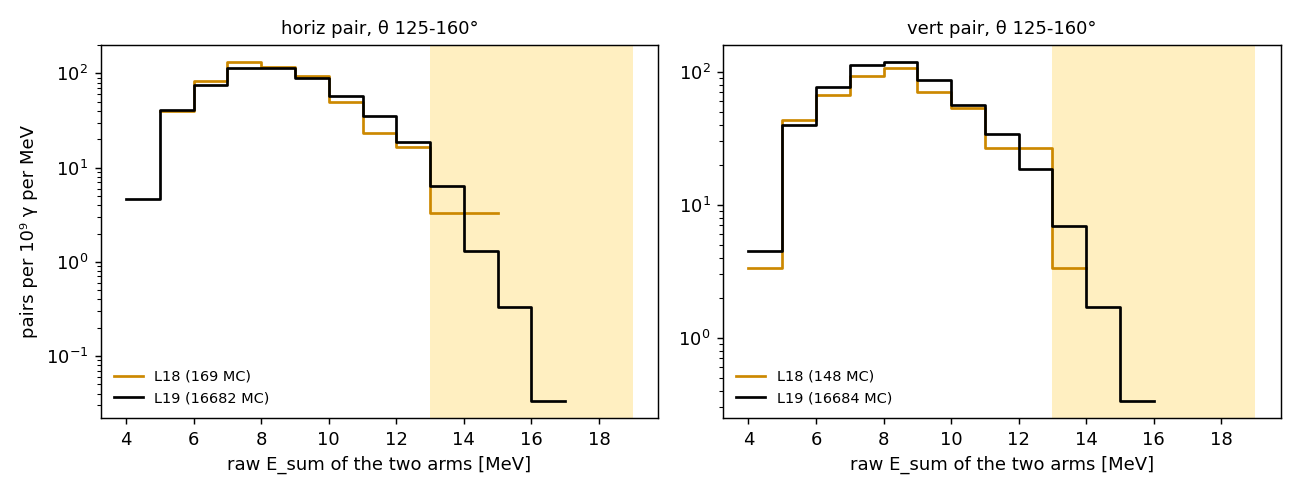 horiz pair, θ 125-160°
pairs per 10⁹ γ per MeV
10²
10¹
10⁰
10⁻¹
L18 (169 MC)
L19 (16682 MC)
4 6 8 10 12 14 16 18
raw E_sum of the two arms [MeV]
vert pair, θ 125-160°
10²
10¹
10⁰
L18 (148 MC)
L19 (16684 MC)
4 6 8 10 12 14 16 18
raw E_sum of the two arms [MeV]